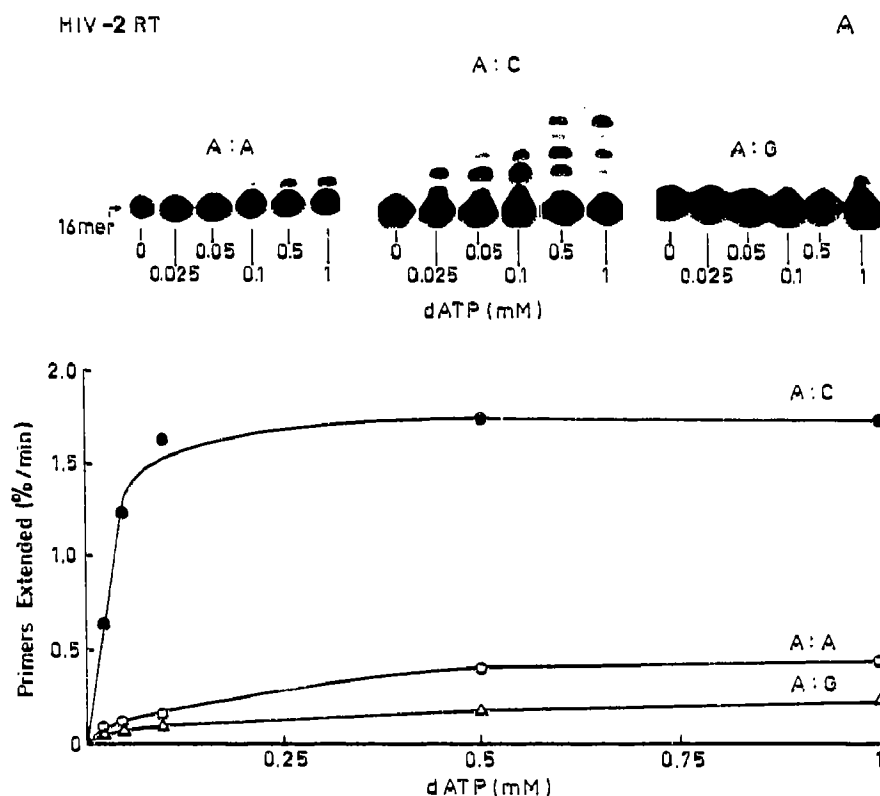 HIV-2 RT
A
A:C
A:A
A:G
16mer
0 0.025 0.05 0.1 0.5 1
0 0.025 0.05 0.1 0.5 1
0 0.025 0.05 0.1 0.5 1
dATP (mM)
2.0
1.5
1.0
0.5
0
Primers Extended (%/min)
A:C
A:A
A:G
0.25 0.5 0.75 1
dATP (mM)